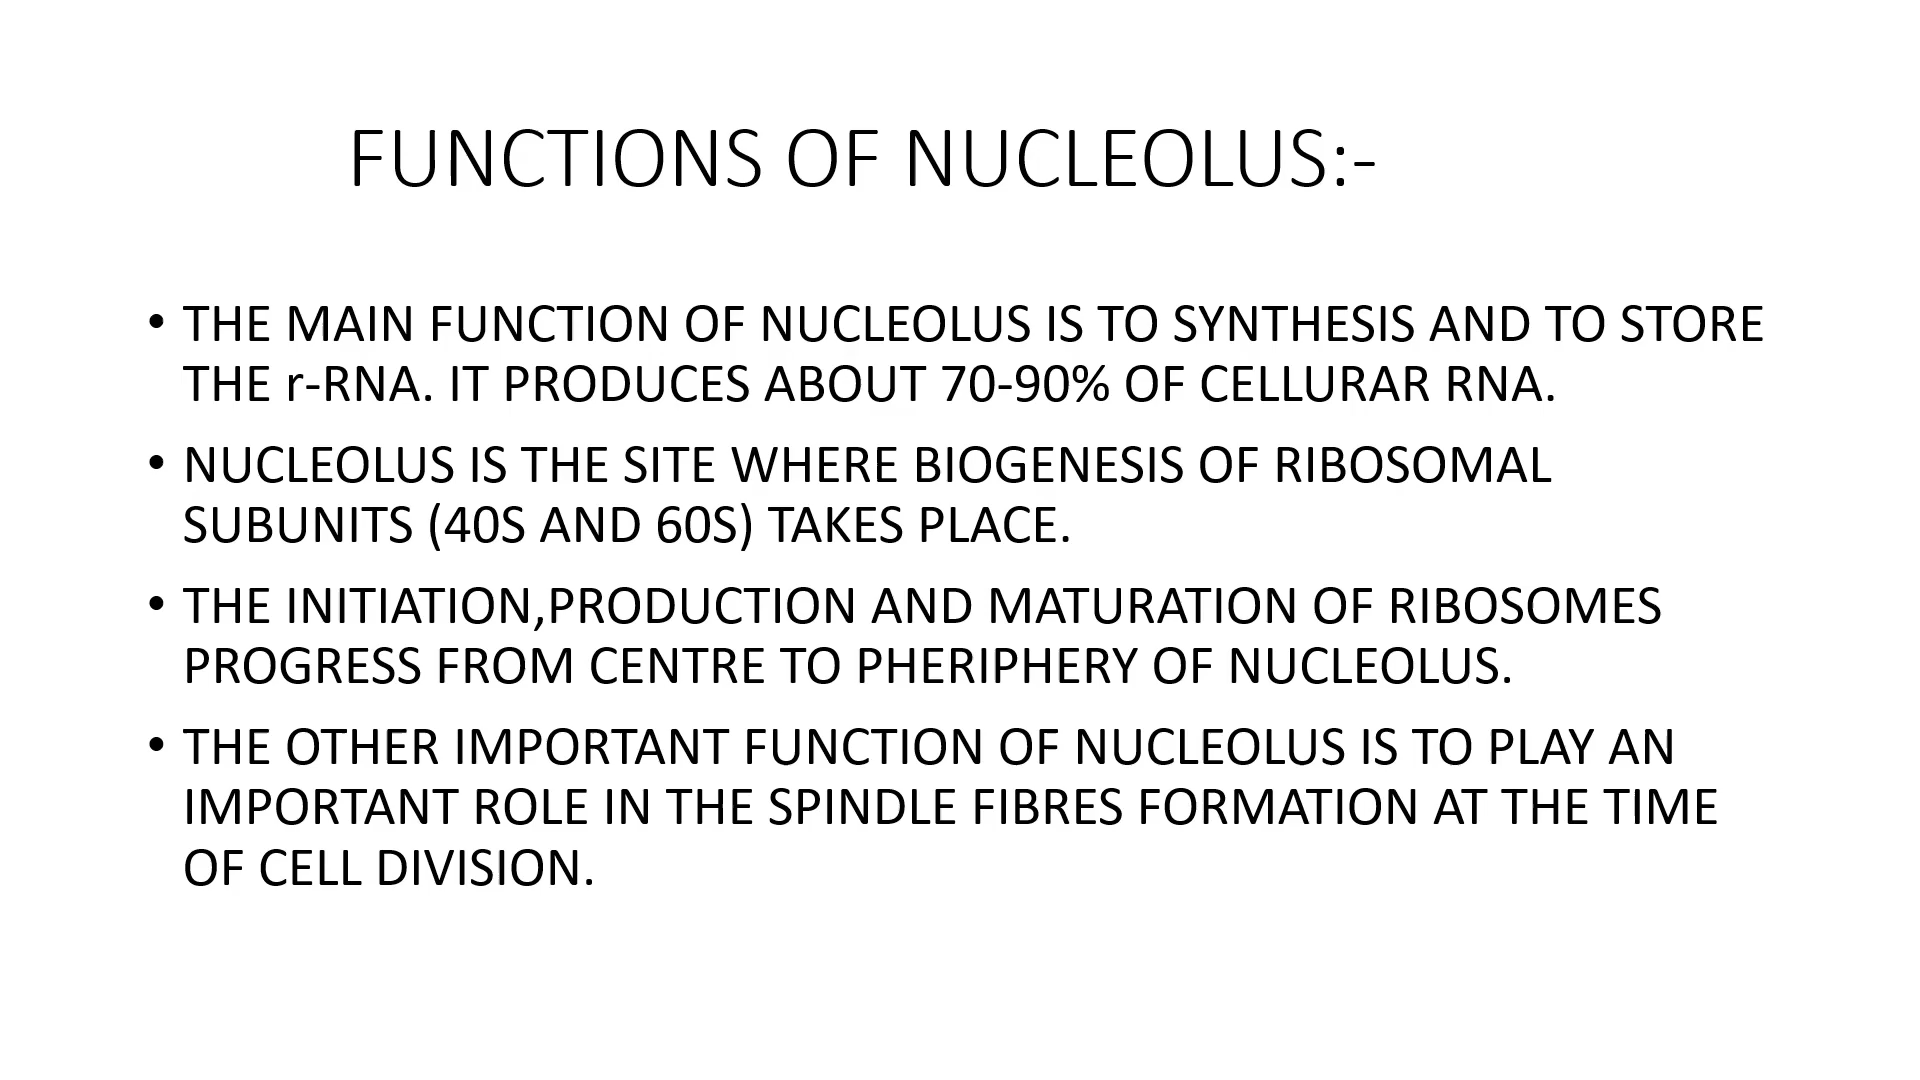 FUNCTIONS OF NUCLEOLUS:-
• THE MAIN FUNCTION OF NUCLEOLUS IS TO SYNTHESIS AND TO STORE
THE r-RNA. IT PRODUCES ABOUT 70-90% OF CELLURAR RNA.
• NUCLEOLUS IS THE SITE WHERE BIOGENESIS OF RIBOSOMAL
SUBUNITS (40S AND 60S) TAKES PLACE.
• THE INITIATION,PRODUCTION AND MATURATION OF RIBOSOMES
PROGRESS FROM CENTRE TO PHERIPHERY OF NUCLEOLUS.
• THE OTHER IMPORTANT FUNCTION OF NUCLEOLUS IS TO PLAY AN
IMPORTANT ROLE IN THE SPINDLE FIBRES FORMATION AT THE TIME
OF CELL DIVISION.